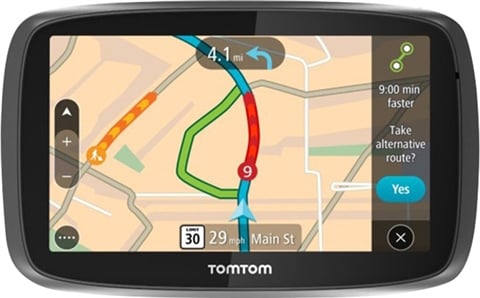 4.1 mi
9:00 min
faster
Take
alternative
route?
Yes
9
LIMIT
30
29 mph Main St
TOMTOM